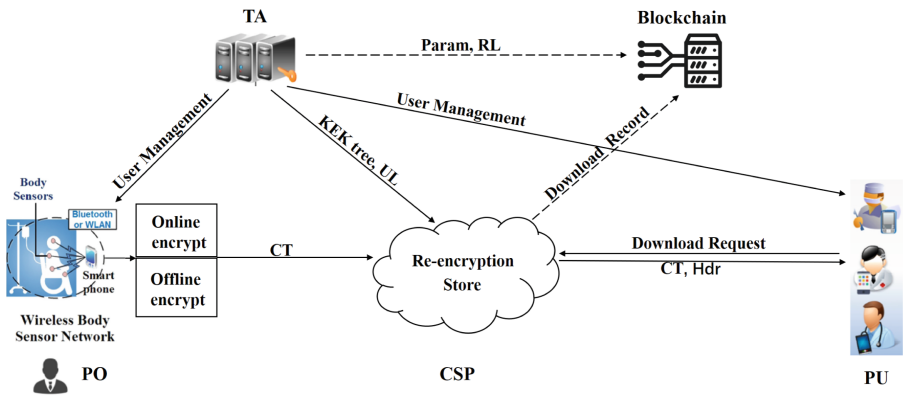 TA
Blockchain
Param, RL
User Management
User Management
KEK tree, UL
Download Record
Body
Sensors
Bluetooth
or WLAN
Smart
phone
Online
encrypt
Offline
encrypt
CT
Re-encryption
Store
Download Request
CT, Hdr
Wireless Body
Sensor Network
PO
CSP
PU